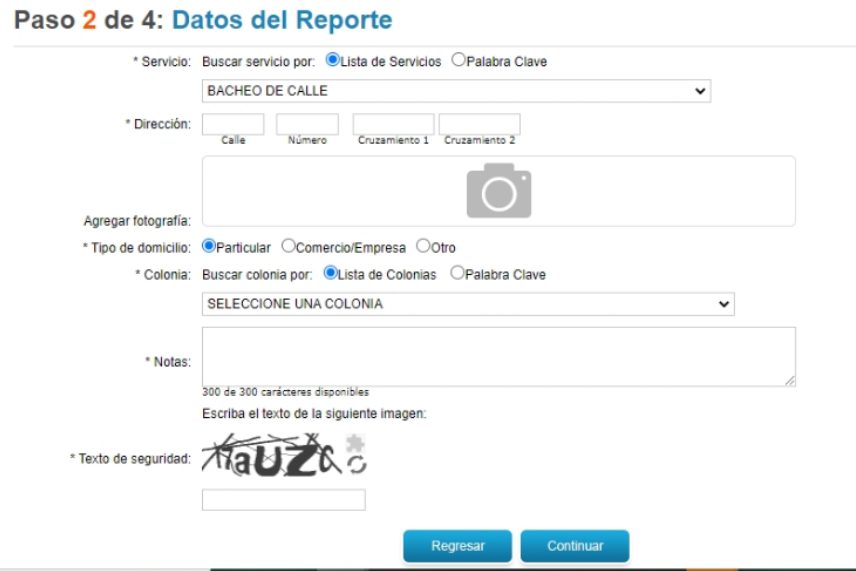 Paso 2 de 4: Datos del Reporte
* Servicio: Buscar servicio por: Lista de Servicios Palabra Clave
BACHEO DE CALLE
* Dirección:
Calle Número Cruzamiento 1 Cruzamiento 2
Agregar fotografía:
* Tipo de domicilio: Particular Comercio/Empresa Otro
* Colonia: Buscar colonia por: Lista de Colonias Palabra Clave
SELECCIONE UNA COLONIA
* Notas:
300 de 300 carácteres disponibles
Escriba el texto de la siguiente imagen:
* Texto de seguridad:
Regresar Continuar